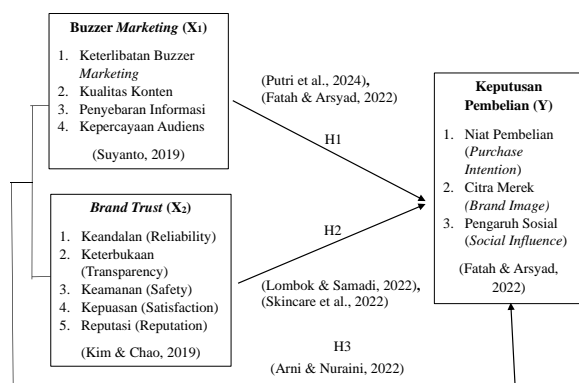 Buzzer Marketing (X₁)
1. Keterlibatan Buzzer
Marketing
2. Kualitas Konten
3. Penyebaran Informasi
4. Kepercayaan Audiens
(Suyanto, 2019)
(Putri et al., 2024),
(Fatah & Arsyad, 2022)
H1
Keputusan
Pembelian (Y)
1. Niat Pembelian
(Purchase
Intention)
2. Citra Merek
(Brand Image)
3. Pengaruh Sosial
(Social Influence)
(Fatah & Arsyad,
2022)
Brand Trust (X₂)
1. Keandalan (Reliability)
2. Keterbukaan
(Transparency)
3. Keamanan (Safety)
4. Kepuasan (Satisfaction)
5. Reputasi (Reputation)
(Kim & Chao, 2019)
H2
(Lombok & Samadi, 2022),
(Skincare et al., 2022)
H3
(Arni & Nuraini, 2022)